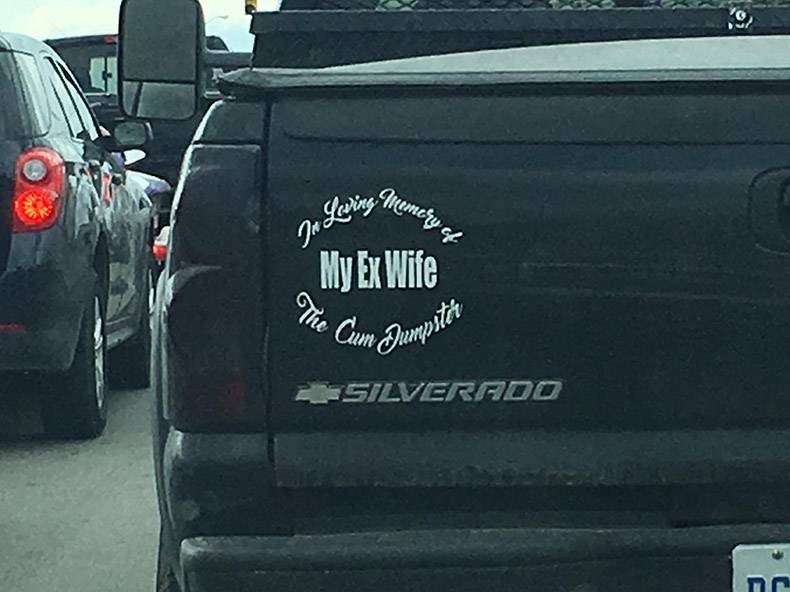 In Loving Memory of
My Ex Wife
The Cum Dumpster
SILVERADO